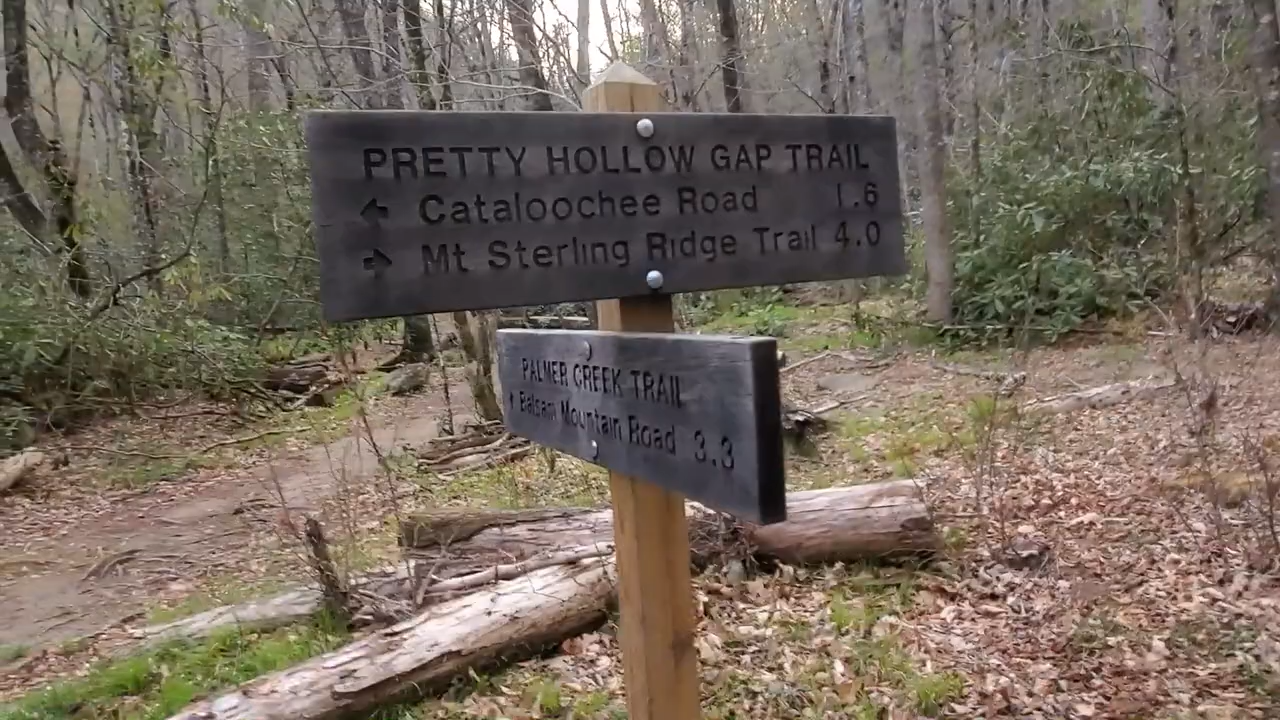 PRETTY HOLLOW GAP TRAIL
← Cataloochee Road 1.6
→ Mt Sterling Ridge Trail 4.0
PALMER CREEK TRAIL
↑ Balsam Mountain Road 3.3